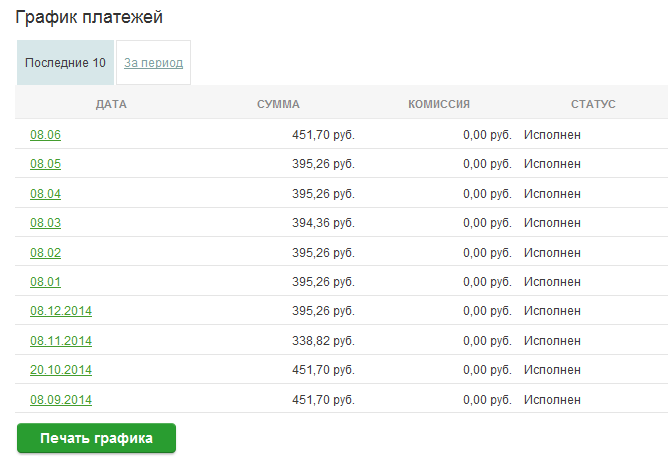 График платежей
Последние 10 За период
ДАТА СУММА КОМИССИЯ СТАТУС
08.06 451,70 руб. 0,00 руб. Исполнен
08.05 395,26 руб. 0,00 руб. Исполнен
08.04 395,26 руб. 0,00 руб. Исполнен
08.03 394,36 руб. 0,00 руб. Исполнен
08.02 395,26 руб. 0,00 руб. Исполнен
08.01 395,26 руб. 0,00 руб. Исполнен
08.12.2014 395,26 руб. 0,00 руб. Исполнен
08.11.2014 338,82 руб. 0,00 руб. Исполнен
20.10.2014 451,70 руб. 0,00 руб. Исполнен
08.09.2014 451,70 руб. 0,00 руб. Исполнен
Печать графика